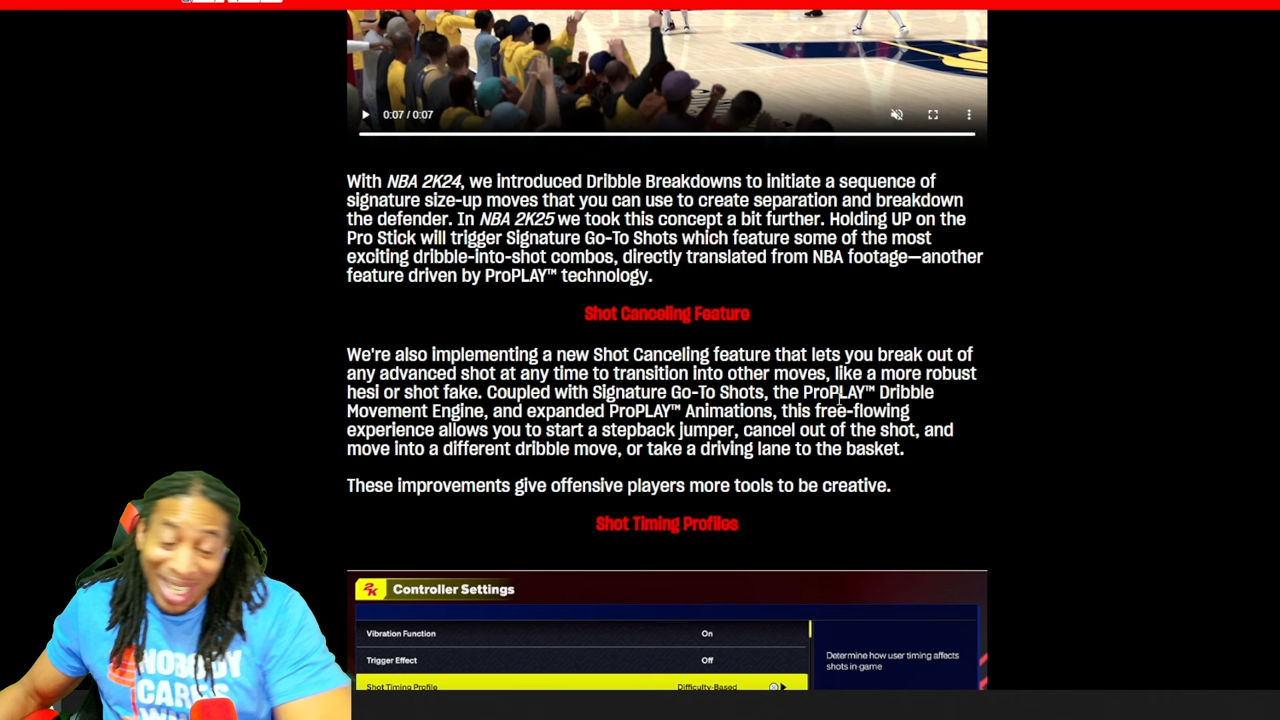 0:07 / 0:07
With NBA 2K24, we introduced Dribble Breakdowns to initiate a sequence of
signature size-up moves that you can use to create separation and breakdown
the defender. In NBA 2K25 we took this concept a bit further. Holding UP on the
Pro Stick will trigger Signature Go-To Shots which feature some of the most
exciting dribble-into-shot combos, directly translated from NBA footage—another
feature driven by ProPLAY™ technology.
Shot Canceling Feature
We're also implementing a new Shot Canceling feature that lets you break out of
any advanced shot at any time to transition into other moves, like a more robust
hesi or shot fake. Coupled with Signature Go-To Shots, the ProPLAY™ Dribble
Movement Engine, and expanded ProPLAY™ Animations, this free-flowing
experience allows you to start a stepback jumper, cancel out of the shot, and
move into a different dribble move, or take a driving lane to the basket.
These improvements give offensive players more tools to be creative.
Shot Timing Profiles
2K Controller Settings
Vibration Function On
Trigger Effect Off
Shot Timing Profile Difficulty-Based
Determine how user timing affects
shots in-game
NOBODY
CARES